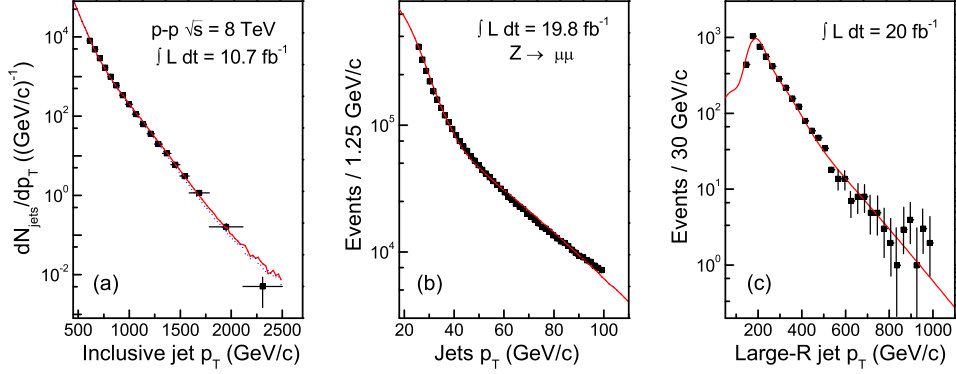 p-p √s = 8 TeV
∫ L dt = 10.7 fb⁻¹
10⁴
10²
10⁰
10⁻²
dN_jets/dp_T ((GeV/c)⁻¹)
(a)
500 1000 1500 2000 2500
Inclusive jet p_T (GeV/c)
∫ L dt = 19.8 fb⁻¹
Z → μμ
10⁵
10⁴
Events / 1.25 GeV/c
(b)
20 40 60 80 100
Jets p_T (GeV/c)
∫ L dt = 20 fb⁻¹
10³
10²
10¹
10⁰
Events / 30 GeV/c
(c)
200 400 600 800 1000
Large-R jet p_T (GeV/c)